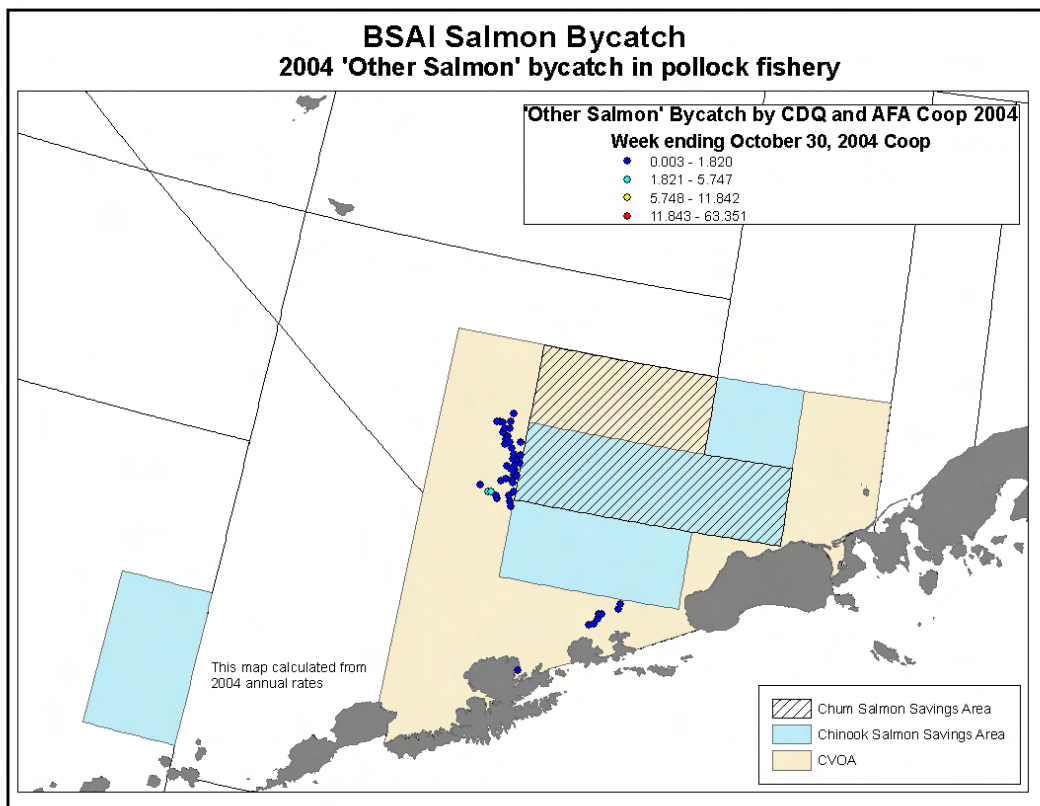 BSAI Salmon Bycatch
2004 'Other Salmon' bycatch in pollock fishery
'Other Salmon' Bycatch by CDQ and AFA Coop 2004
Week ending October 30, 2004 Coop
0.003 - 1.820
1.821 - 5.747
5.748 - 11.842
11.843 - 63.351
This map calculated from
2004 annual rates
Chum Salmon Savings Area
Chinook Salmon Savings Area
CVOA